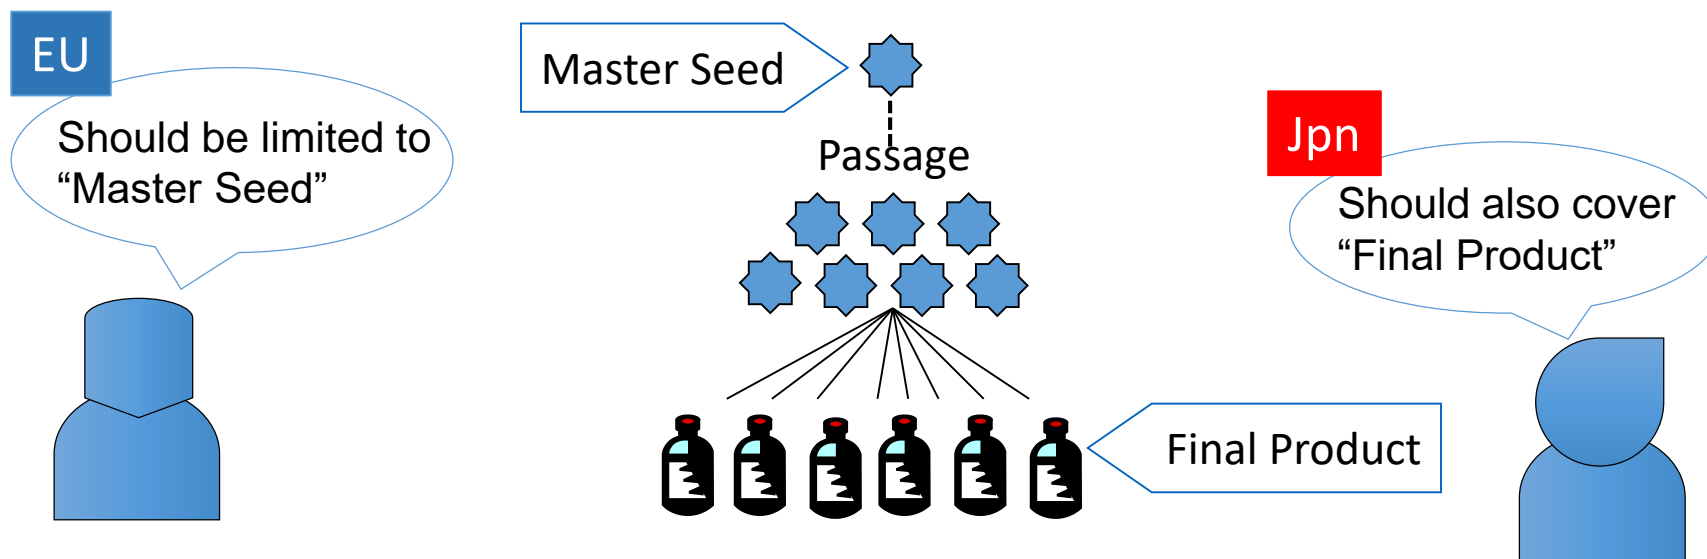 EU
Should be limited to
“Master Seed”
Master Seed
Passage
Jpn
Should also cover
“Final Product”
Final Product